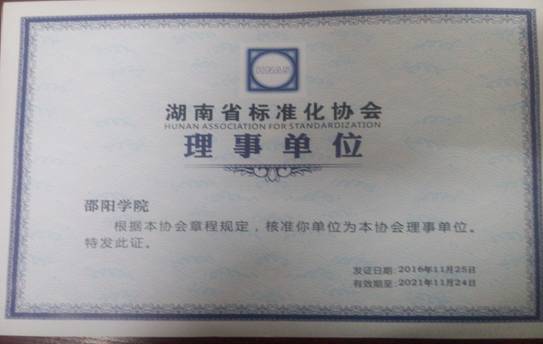 湖南省标准化协会
HUNAN ASSOCIATION FOR STANDARDIZATION
理事单位
邵阳学院
根据本协会章程规定，核准你单位为本协会理事单位。
特发此证。
发证日期:2016年11月25日
有效期至:2021年11月24日